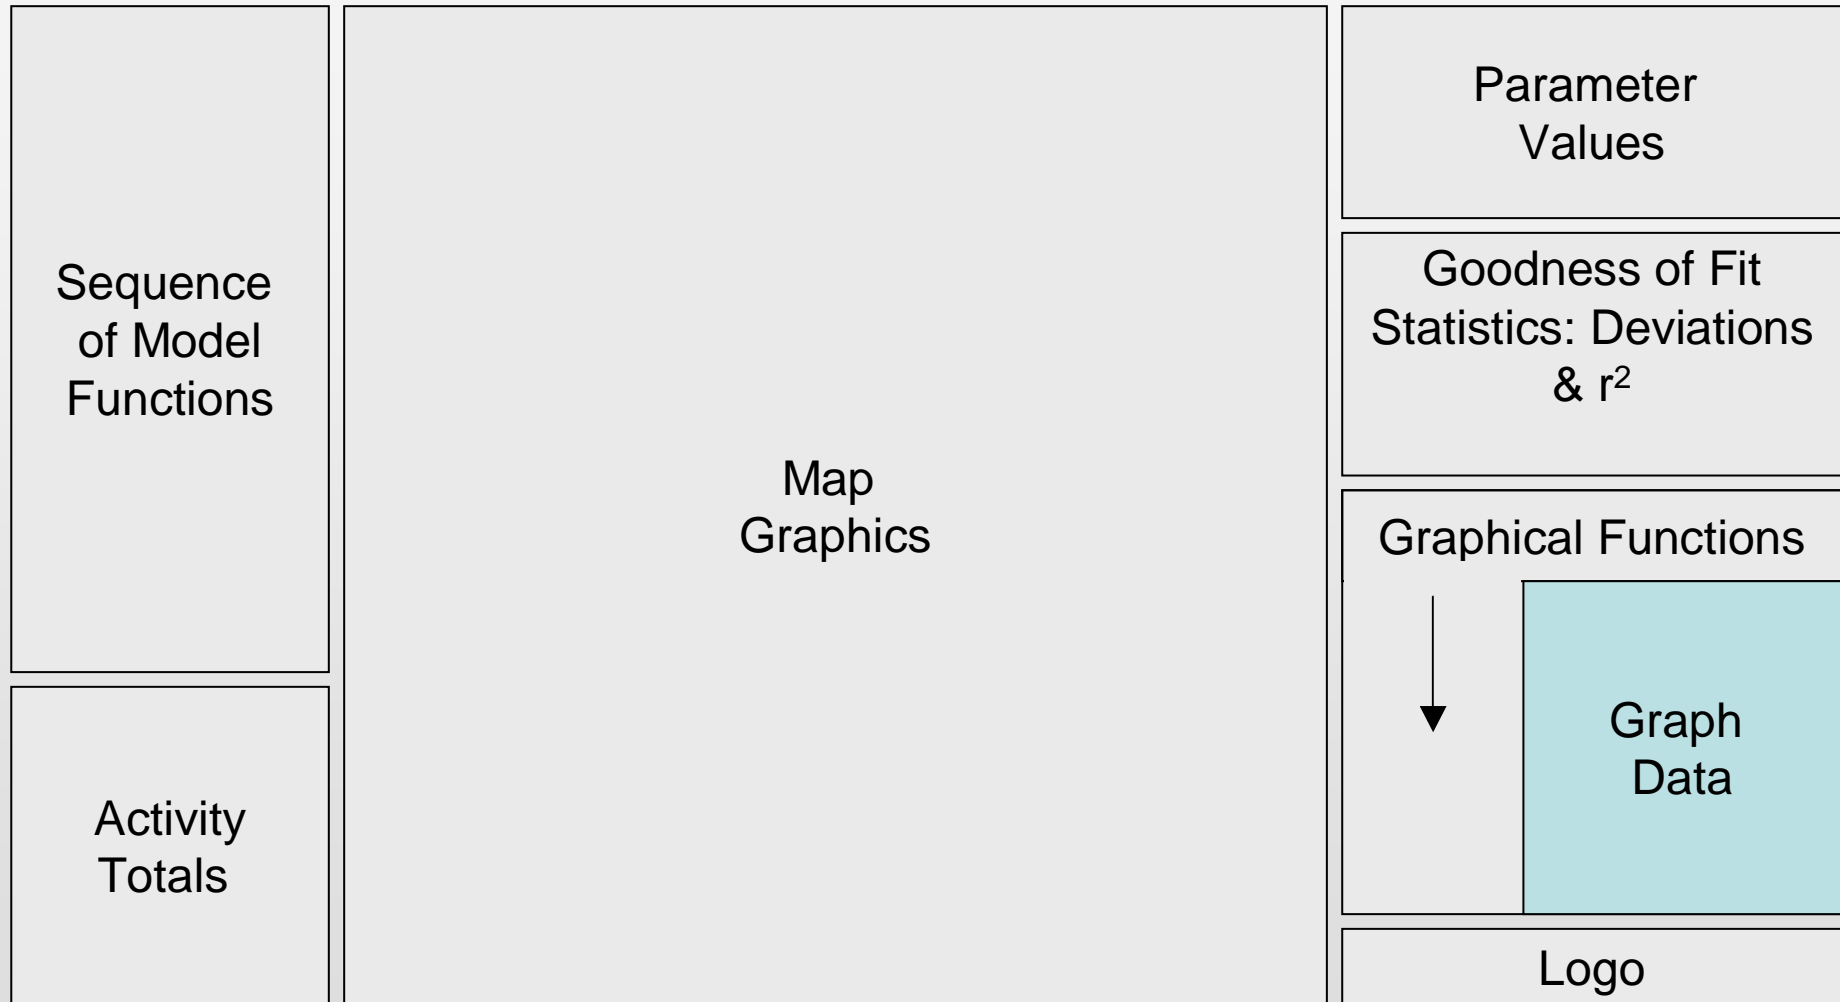 Sequence
of Model
Functions
Activity
Totals
Map
Graphics
Parameter
Values
Goodness of Fit
Statistics: Deviations
& r²
Graphical Functions
Graph
Data
Logo